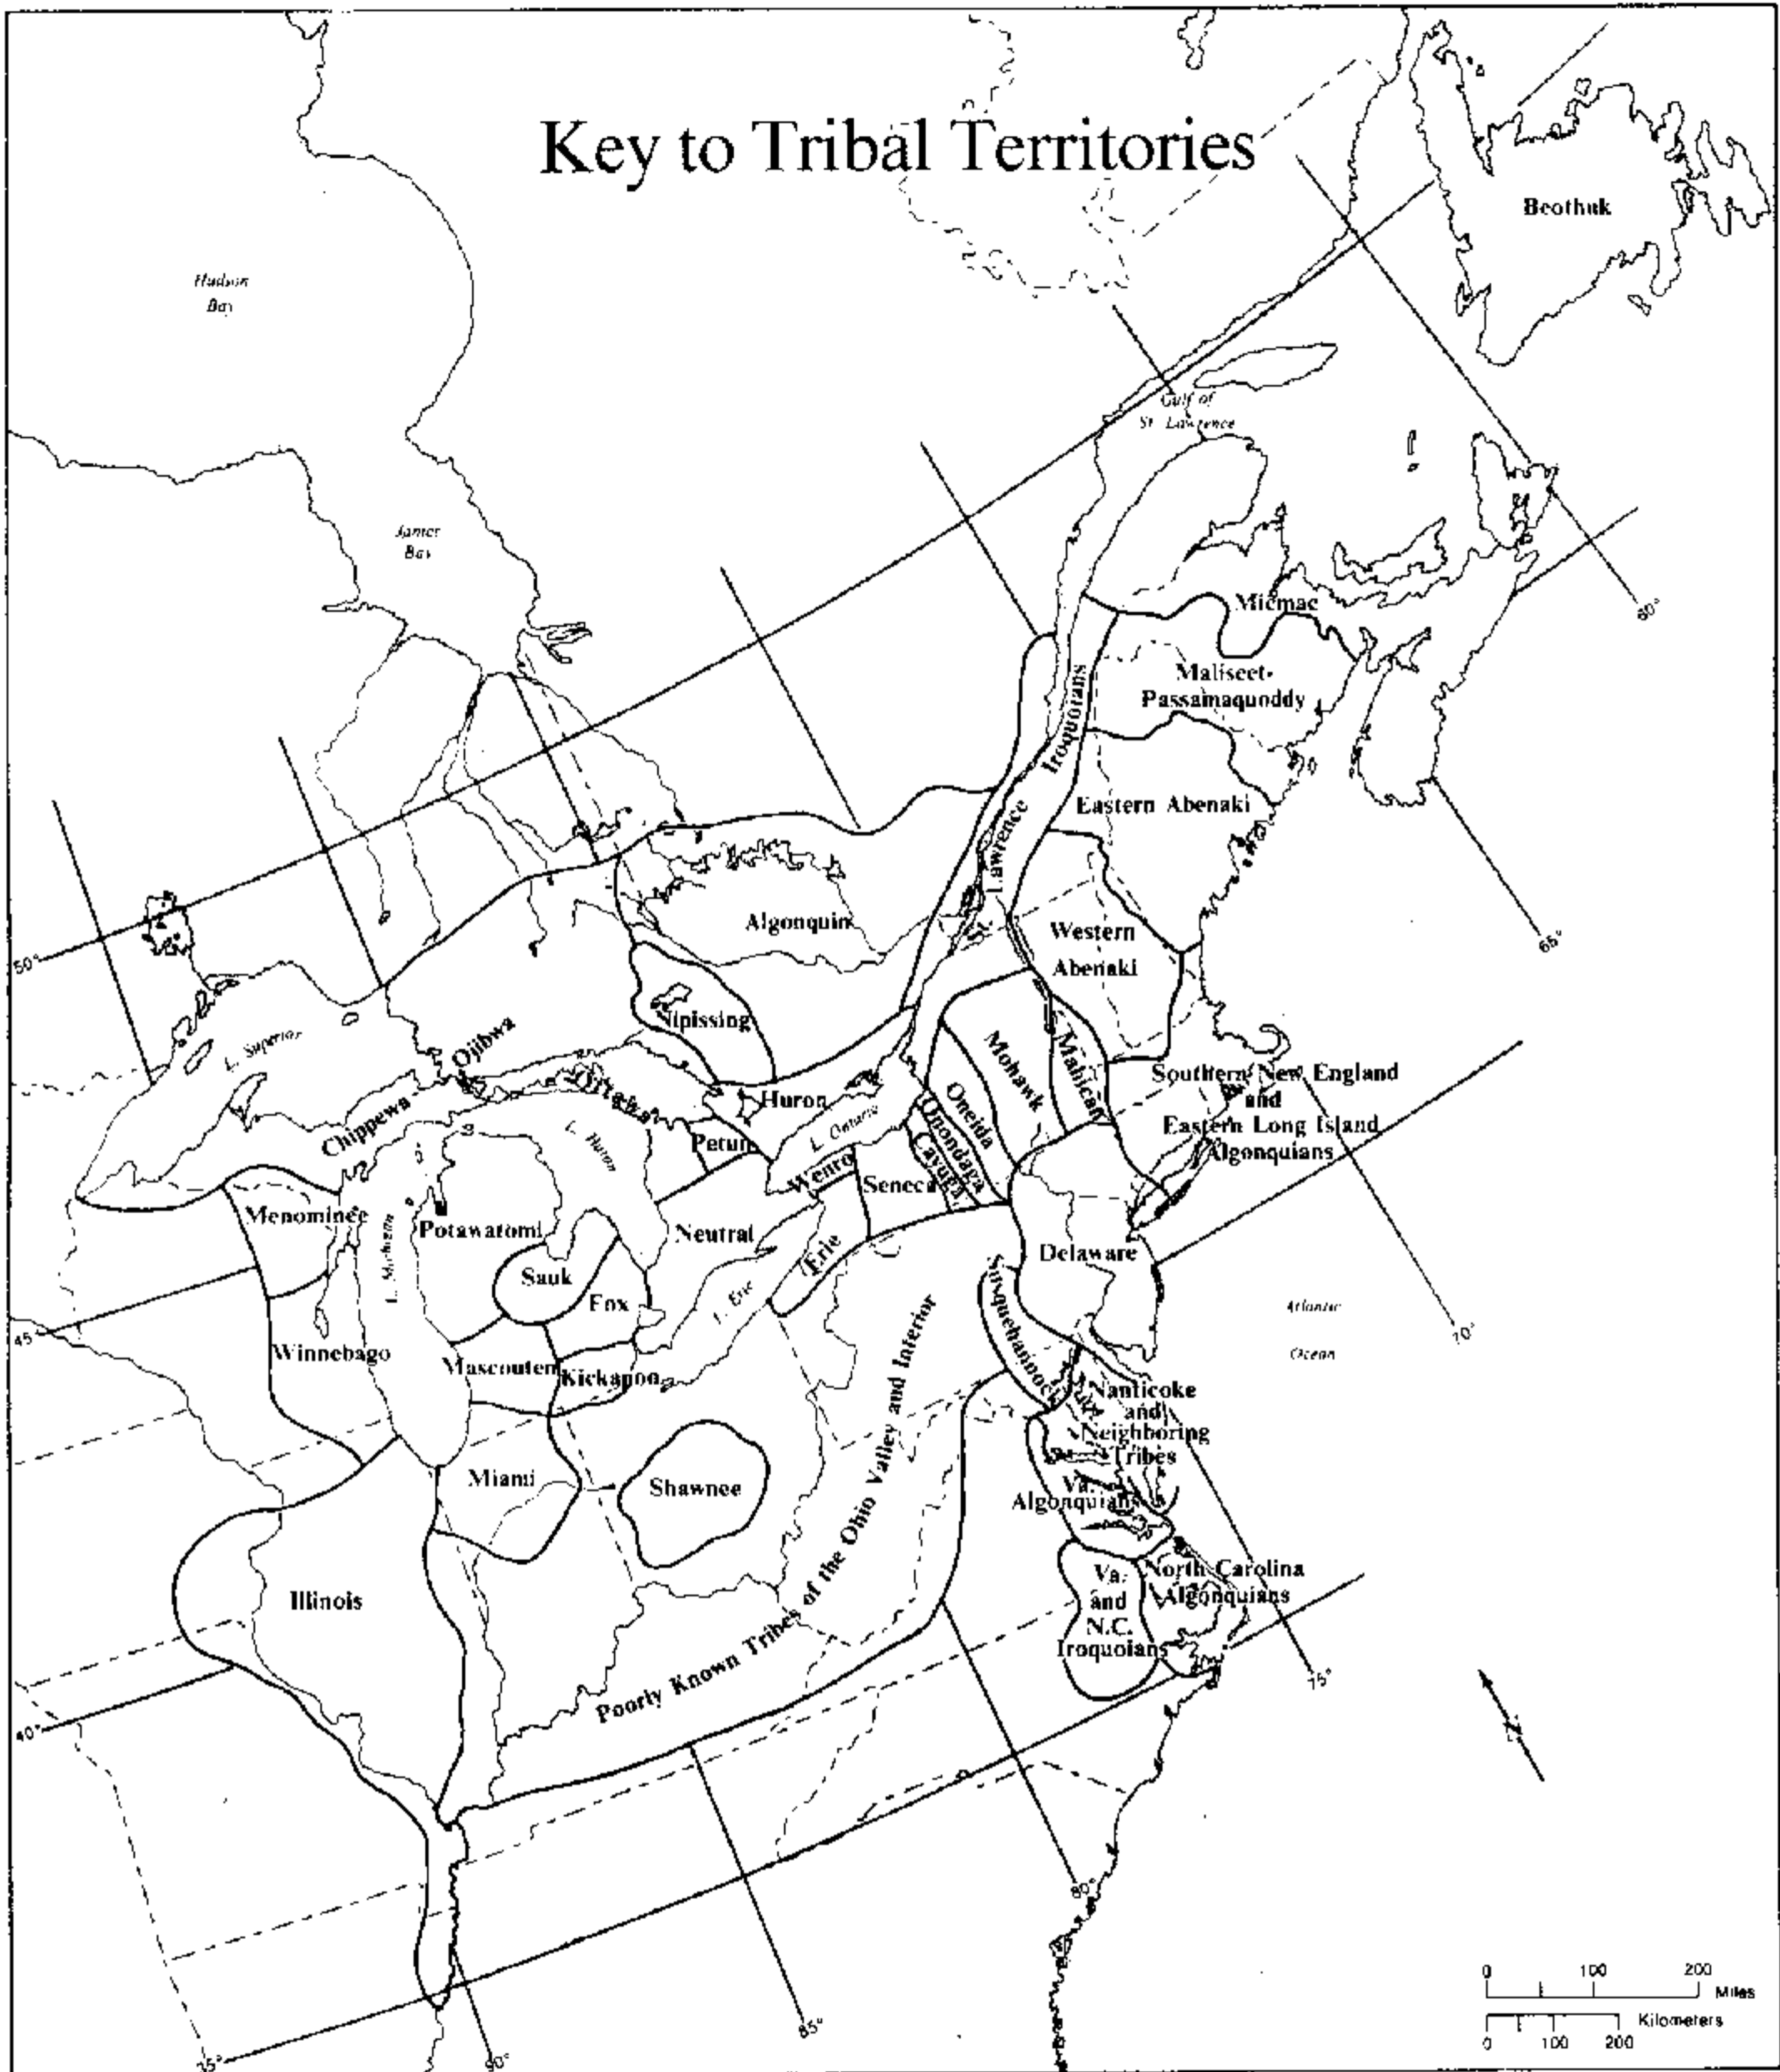 Key to Tribal Territories
Beothuk
Hudson
Bay
Gulf of
St. Lawrence
James
Bay
Micmac
60°
Maliseet-
Passamaquoddy
St. Lawrence Iroquoians
Eastern Abenaki
Algonquin
Western
Abenaki
65°
50°
Nipissing
L. Superior
Ojibwa
Chippewa
Ottawa
Huron
L. Ontario
Mohawk
Mahican
Oneida
Onondaga
Cayuga
Southern New England
and
Eastern Long Island
Algonquians
L. Huron
Petun
Wenro
Seneca
Menominee
L. Michigan
Potawatomi
Neutral
Erie
Delaware
Sauk
Fox
L. Erie
Susquehannock
Atlantic
Ocean
45°
70°
Winnebago
Mascouten
Kickapoo
Nanticoke
and
Neighboring
Tribes
Miami
Shawnee
Va.
Algonquians
Poorly Known Tribes of the Ohio Valley and Interior
Illinois
Va.
and
N.C.
Iroquoians
North Carolina
Algonquians
75°
40°
N
80°
0 100 200
Miles
Kilometers
0 100 200
85°
35°
90°